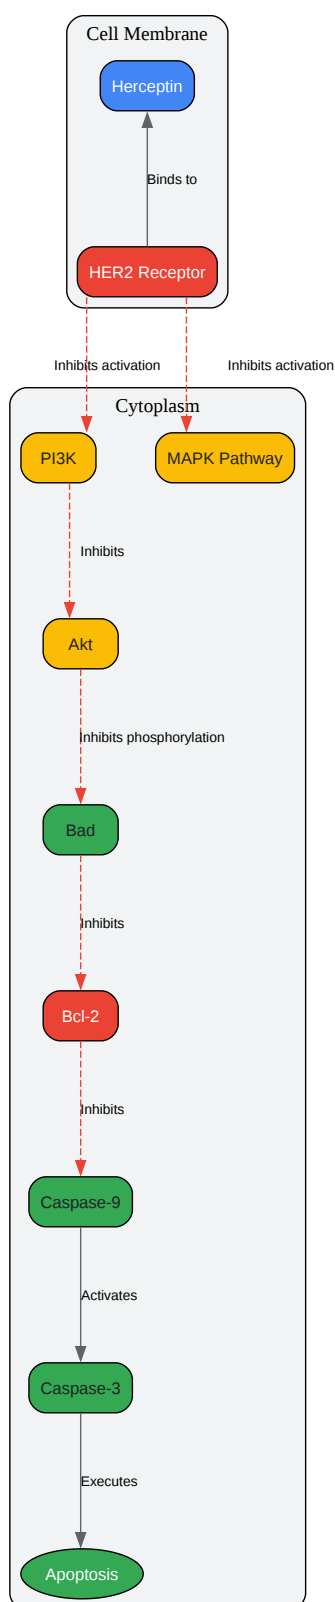 Cell Membrane
Herceptin
Binds to
HER2 Receptor
Inhibits activation
Inhibits activation
Cytoplasm
PI3K
MAPK Pathway
Inhibits
Akt
Inhibits phosphorylation
Bad
Inhibits
Bcl-2
Inhibits
Caspase-9
Activates
Caspase-3
Executes
Apoptosis